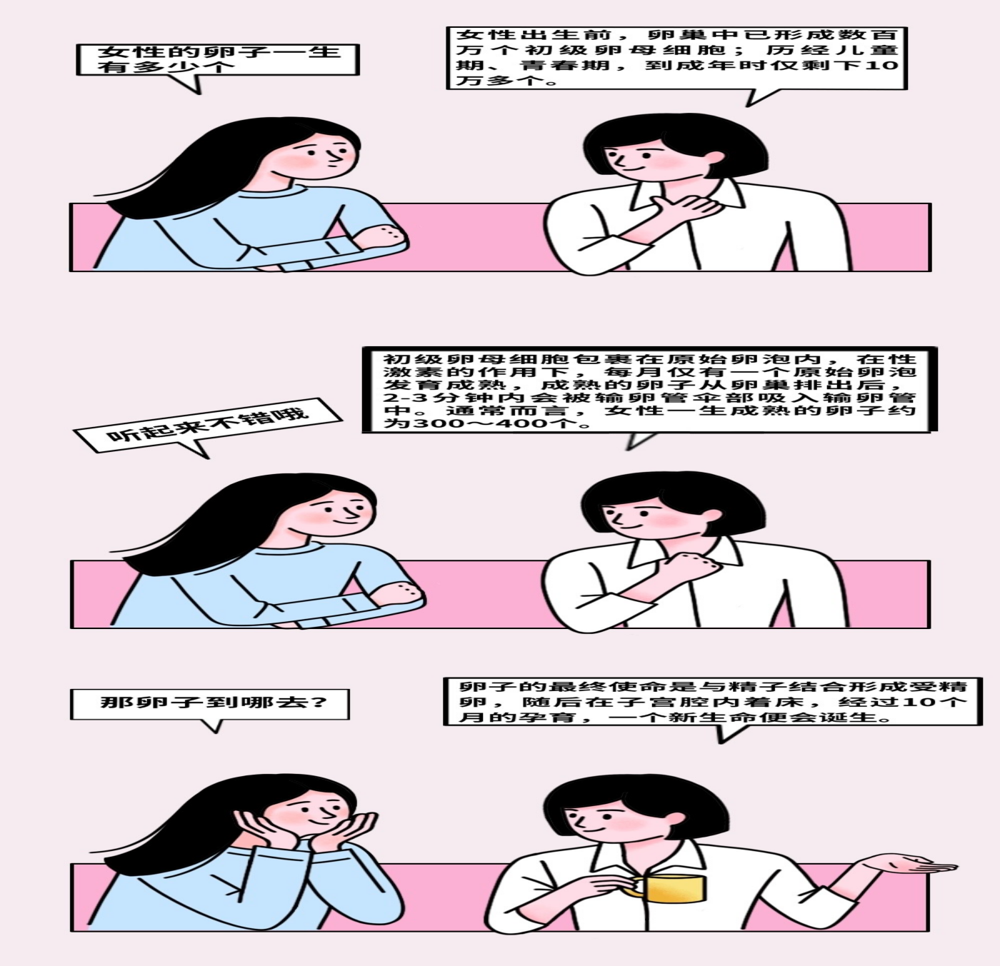 女性的卵子一生
有多少个
女性出生前，卵巢中已形成数百
万个初级卵母细胞；历经儿童
期、青春期，到成年时仅剩下10
万多个。
初级卵母细胞包裹在原始卵泡内，在性
激素的作用下，每月仅有一个原始卵泡
发育成熟，成熟的卵子从卵巢排出后，
2-3分钟内会被输卵管伞部吸入输卵管
中。通常而言，女性一生成熟的卵子约
为300～400个。
听起来不错哦
那卵子到哪去?
卵子的最终使命是与精子结合形成受精
卵，随后在子宫腔内着床，经过10个
月的孕育，一个新生命便会诞生。